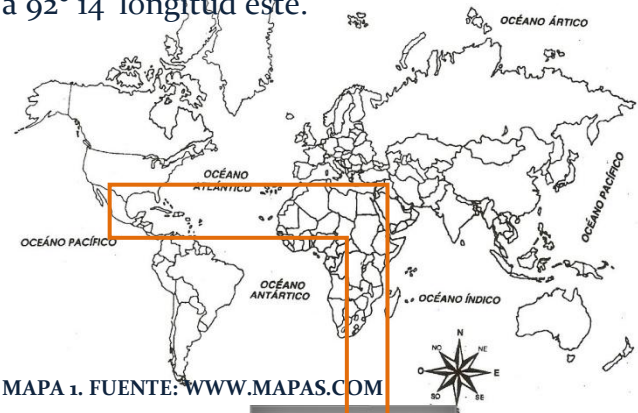 a 92° 14' longitud este.
OCÉANO ÁRTICO
OCÉANO
ATLÁNTICO
OCEÁNO PACÍFICO
OCÉANO PACÍFICO
OCÉANO
ANTÁRTICO
OCÉANO ÍNDICO
N
NO
NE
O
E
SO
SE
MAPA 1. FUENTE: WWW.MAPAS.COM